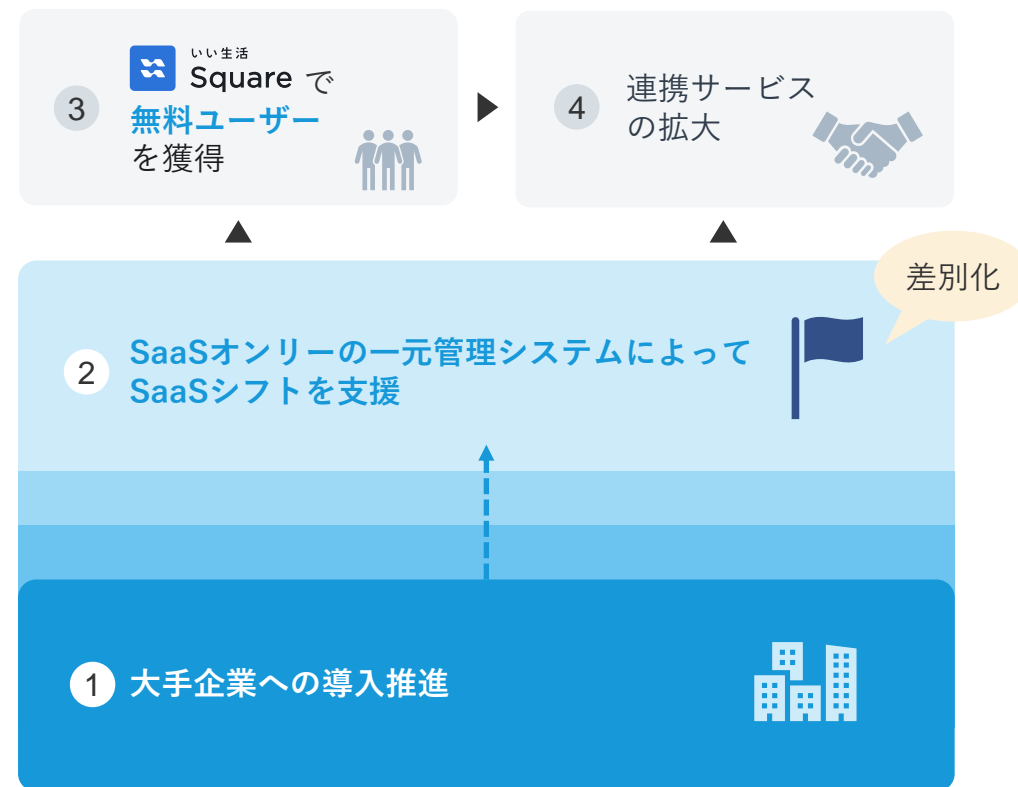 3
いい生活
Square で
無料ユーザー
を獲得
4
連携サービス
の拡大
差別化
2
SaaSオンリーの一元管理システムによって
SaaSシフトを支援
1
大手企業への導入推進